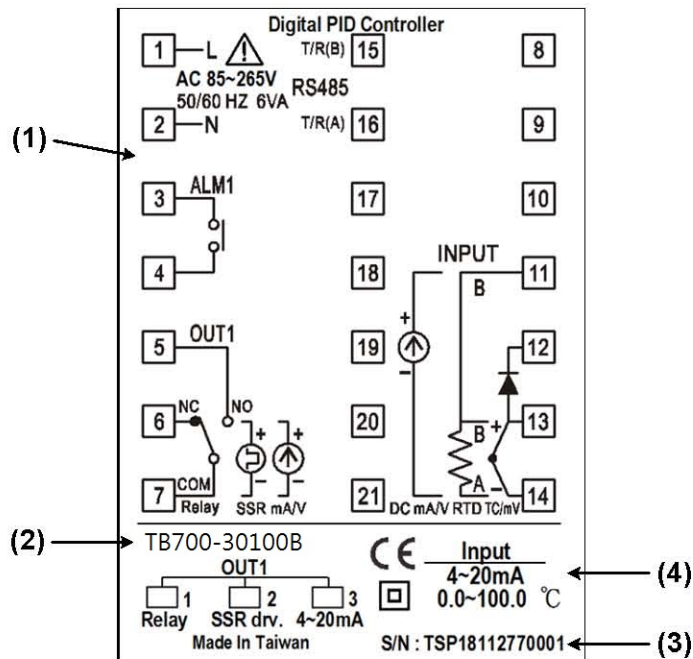 Digital PID Controller
1 L T/R(B) 15 8
AC 85~265V RS485
50/60 HZ 6VA
2 N T/R(A) 16 9
(1)
3 ALM1 17 10
4 18 INPUT 11
B
5 OUT1 19 + 12
-
6 NC NO + + 20 B + 13
7 COM - - 21 A - 14
Relay SSR mA/V DC mA/V RTD TC/mV
(2) TB700-30100B
CE Input
OUT1
4~20mA (4)
1 2 3 0.0~100.0 ℃
Relay SSR drv. 4~20mA
Made In Taiwan S/N : TSP18112770001 (3)